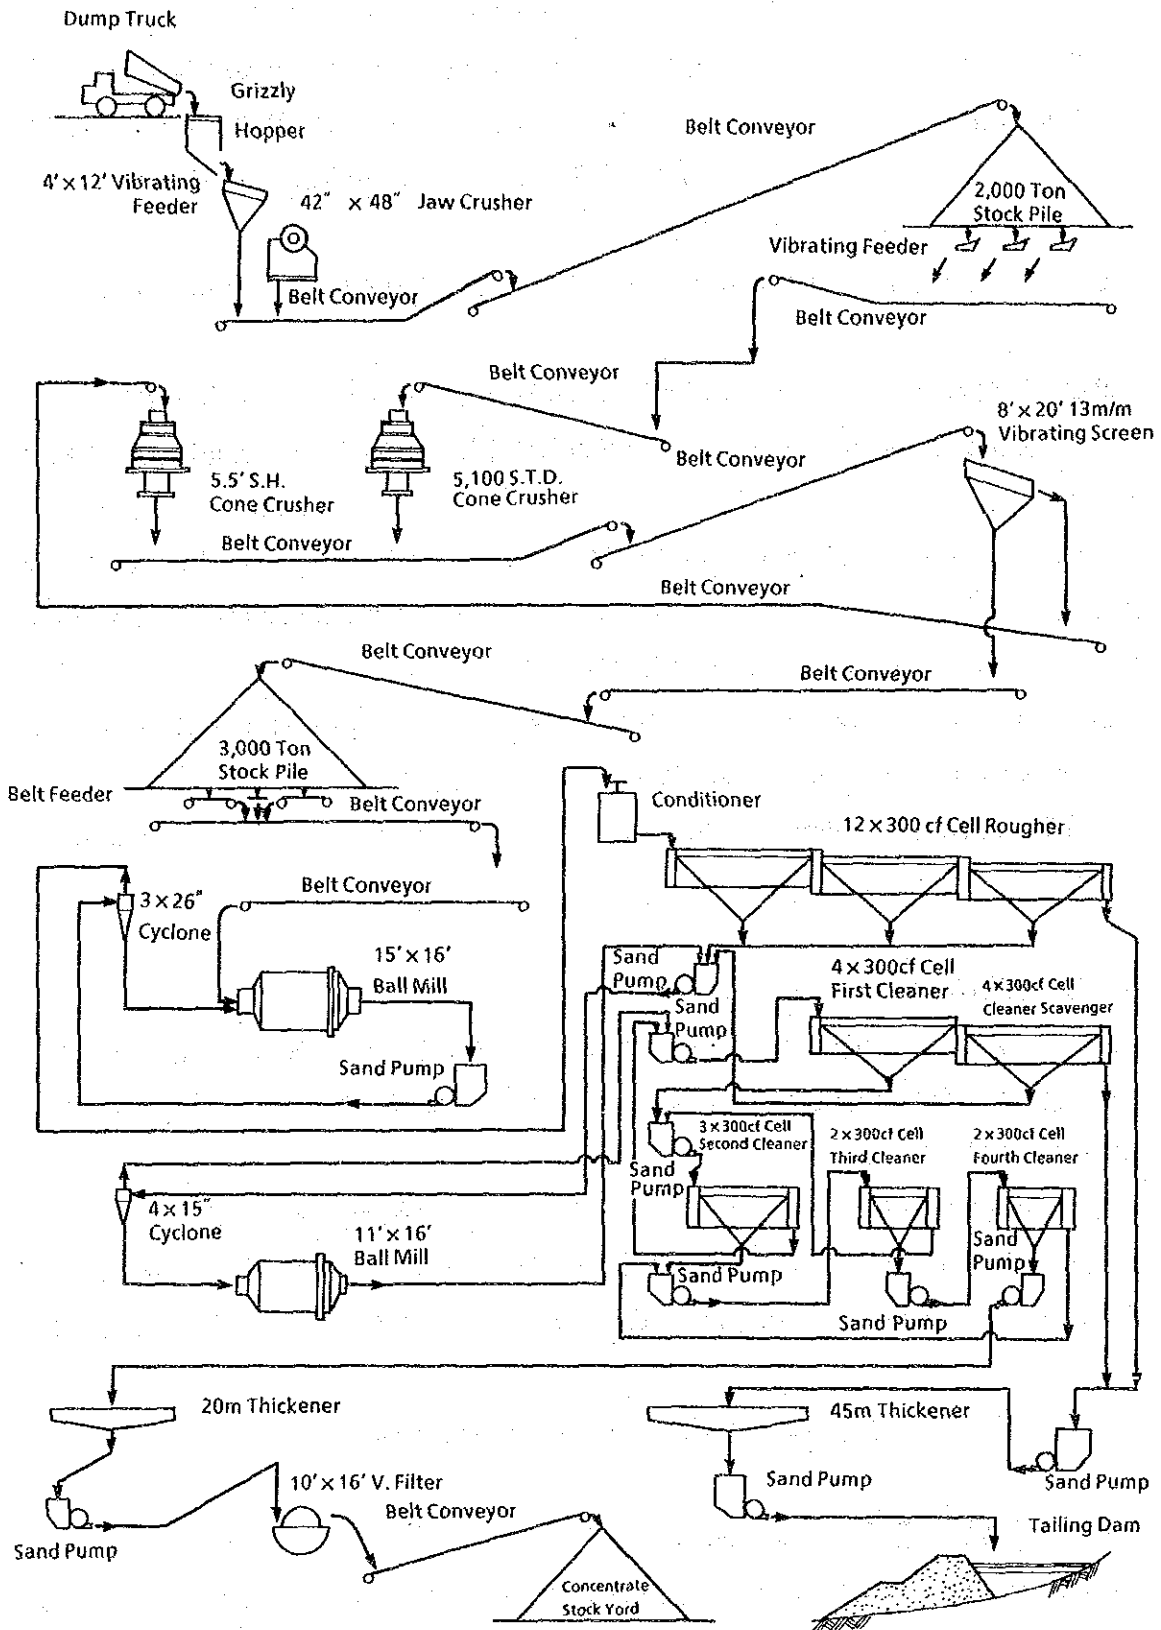 Dump Truck
Grizzly
Hopper
4' × 12' Vibrating
Feeder
42" × 48" Jaw Crusher
Belt Conveyor
Belt Conveyor
2,000 Ton
Stock Pile
Vibrating Feeder
Belt Conveyor
Belt Conveyor
8' × 20' 13m/m
Vibrating Screen
Belt Conveyor
5.5' S.H.
Cone Crusher
5,100 S.T.D.
Cone Crusher
Belt Conveyor
Belt Conveyor
Belt Conveyor
Belt Conveyor
3,000 Ton
Stock Pile
Belt Feeder
Belt Conveyor
Conditioner
12 × 300 cf Cell Rougher
Belt Conveyor
3 × 26"
Cyclone
15' × 16'
Ball Mill
Sand Pump
Sand
Pump
4 × 300cf Cell
First Cleaner
4 × 300cf Cell
Cleaner Scavenger
Sand
Pump
3 × 300cf Cell
Second Cleaner
2 × 300cf Cell
Third Cleaner
2 × 300cf Cell
Fourth Cleaner
Sand
Pump
4 × 15"
Cyclone
11' × 16'
Ball Mill
Sand Pump
Sand
Pump
Sand Pump
20m Thickener
45m Thickener
Sand Pump
10' × 16' V. Filter
Belt Conveyor
Sand Pump
Sand Pump
Tailing Dam
Concentrate
Stock Yord